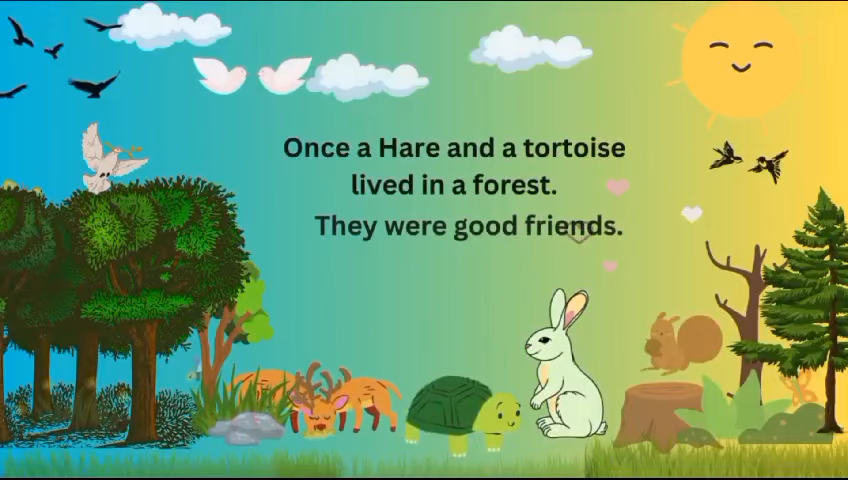 Once a Hare and a tortoise
lived in a forest.
They were good friends.